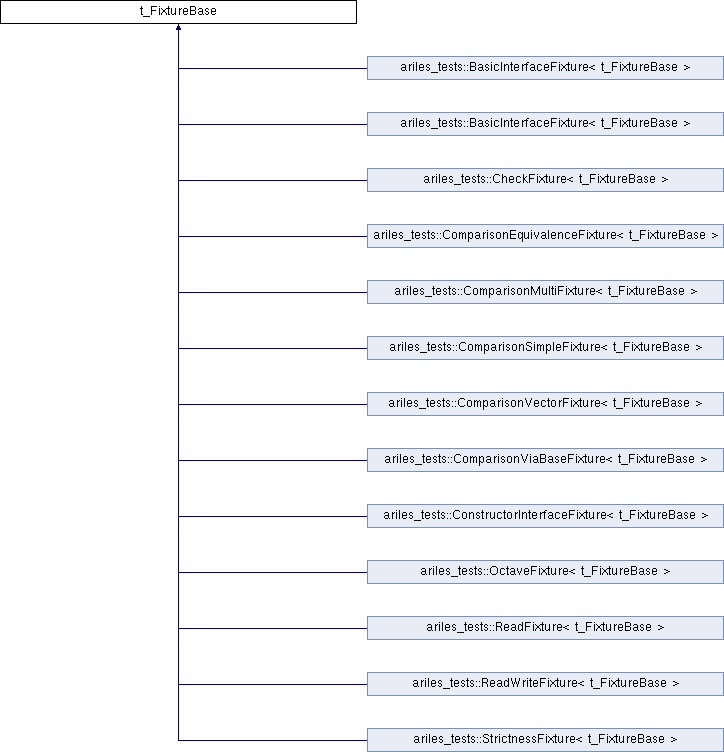 t_FixtureBase
ariles_tests::BasicInterfaceFixture< t_FixtureBase >
ariles_tests::BasicInterfaceFixture< t_FixtureBase >
ariles_tests::CheckFixture< t_FixtureBase >
ariles_tests::ComparisonEquivalenceFixture< t_FixtureBase >
ariles_tests::ComparisonMultiFixture< t_FixtureBase >
ariles_tests::ComparisonSimpleFixture< t_FixtureBase >
ariles_tests::ComparisonVectorFixture< t_FixtureBase >
ariles_tests::ComparisonViaBaseFixture< t_FixtureBase >
ariles_tests::ConstructorInterfaceFixture< t_FixtureBase >
ariles_tests::OctaveFixture< t_FixtureBase >
ariles_tests::ReadFixture< t_FixtureBase >
ariles_tests::ReadWriteFixture< t_FixtureBase >
ariles_tests::StrictnessFixture< t_FixtureBase >